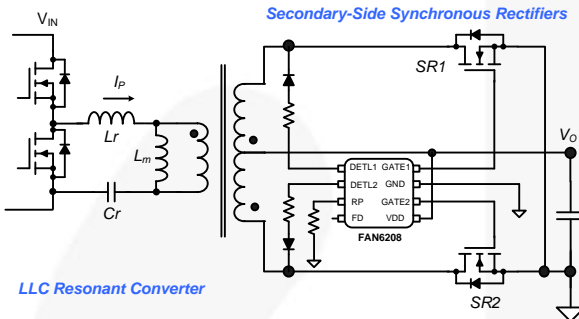 Secondary-Side Synchronous Rectifiers
VIN
SR1
IP
Lr
Lm
Cr
VO
DETL1 GATE1
DETL2 GND
RP GATE2
FD VDD
FAN6208
SR2
LLC Resonant Converter